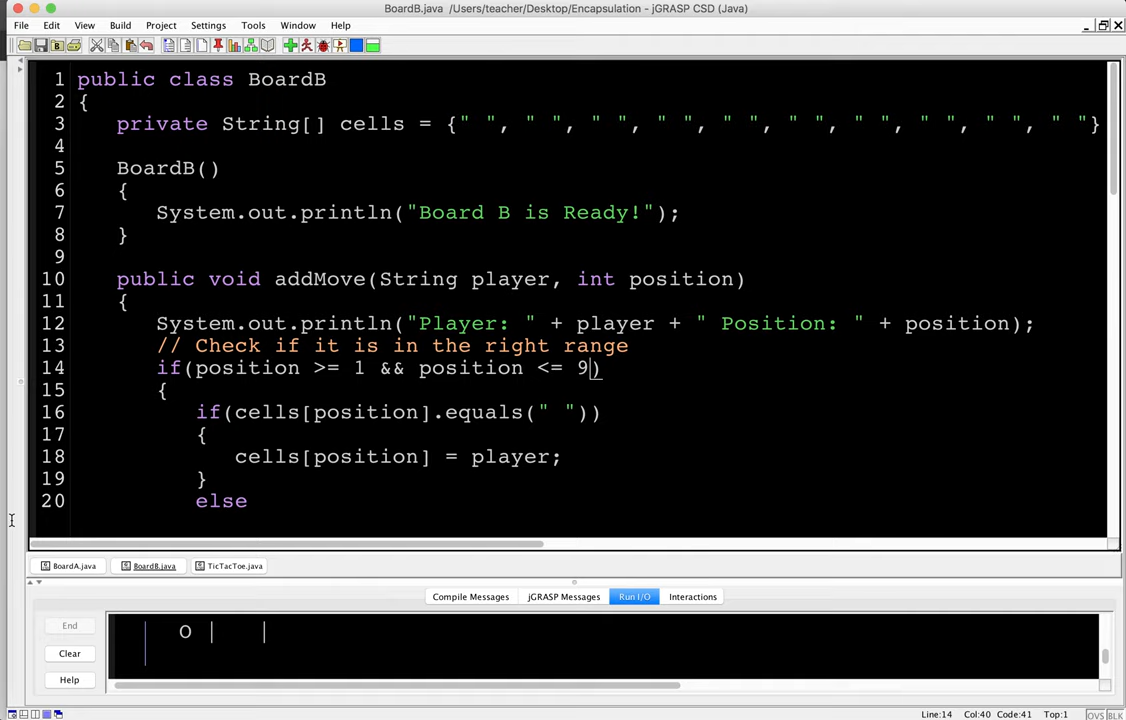 BoardB.java /Users/teacher/Desktop/Encapsulation - jGRASP CSD (Java)
File Edit View Build Project Settings Tools Window Help
1 public class BoardB
2 {
3 private String[] cells = {" ", " ", " ", " ", " ", " ", " ", " ", " ", " "}
4
5 BoardB()
6 {
7 System.out.println("Board B is Ready!");
8 }
9
10 public void addMove(String player, int position)
11 {
12 System.out.println("Player: " + player + " Position: " + position);
13 // Check if it is in the right range
14 if(position >= 1 && position <= 9)
15 {
16 if(cells[position].equals(" "))
17 {
18 cells[position] = player;
19 }
20 else
BoardA.java BoardB.java TicTacToe.java
Compile Messages jGRASP Messages Run I/O Interactions
End
Clear
Help
O | |
Line:14 Col:40 Code:41 Top:1 OVS BLK